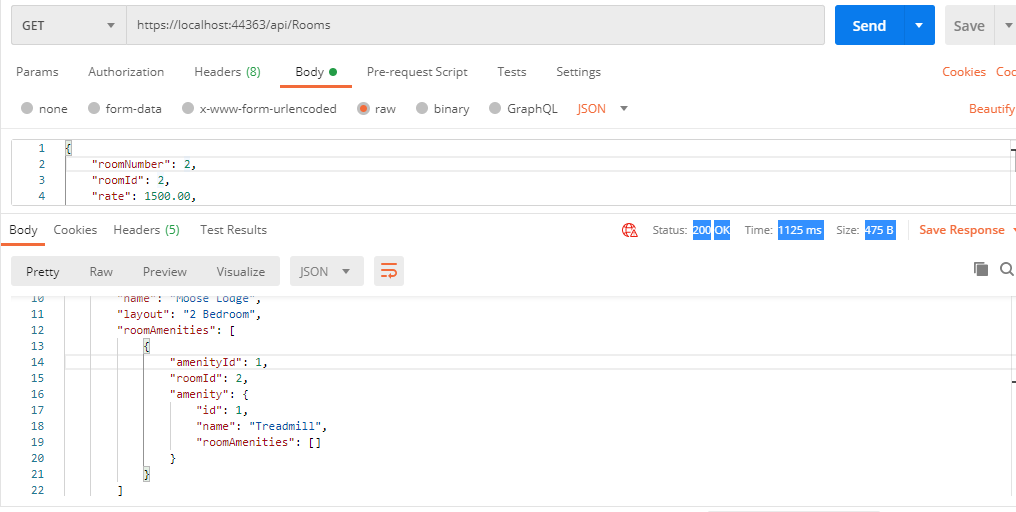 GET https://localhost:44363/api/Rooms Send Save
Params Authorization Headers (8) Body Pre-request Script Tests Settings Cookies
none form-data x-www-form-urlencoded raw binary GraphQL JSON Beautify
1 {
2 "roomNumber": 2,
3 "roomId": 2,
4 "rate": 1500.00,
Body Cookies Headers (5) Test Results Status: 200 OK Time: 1125 ms Size: 475 B Save Response
Pretty Raw Preview Visualize JSON
10 "name": "Moose Lodge",
11 "layout": "2 Bedroom",
12 "roomAmenities": [
13 {
14 "amenityId": 1,
15 "roomId": 2,
16 "amenity": {
17 "id": 1,
18 "name": "Treadmill",
19 "roomAmenities": []
20 }
21 }
22 ]